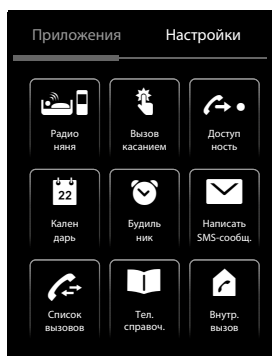 Приложения Настройки
Радио
няня
Вызов
касанием
Доступ
ность
22
Кален
дарь
Будиль
ник
Написать
SMS-сообщ.
Список
вызовов
Тел.
справоч.
Внутр.
вызов